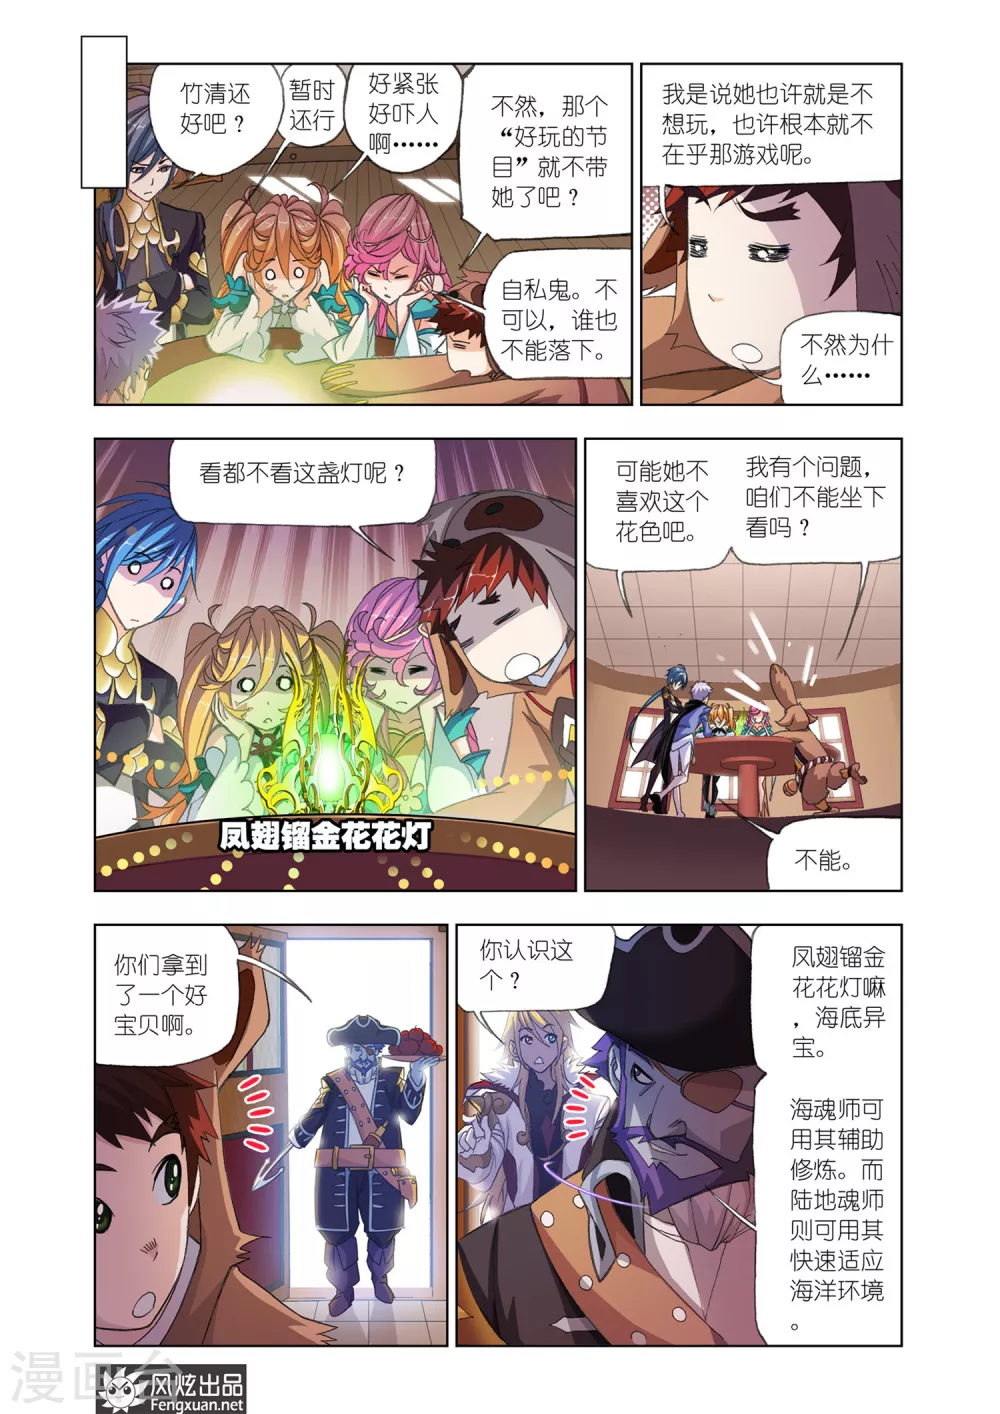 竹清还
好吧？
暂时
还行
。
好紧张
好吓人
啊……
不然，那个
“好玩的节
目”就不带
她了吧？
自私鬼。不
可以，谁也
不能落下。
我是说她也许就是不
想玩，也许根本就不
在乎那游戏呢。
不然为什
么……
看都不看这盏灯呢？
凤翅镏金花花灯
可能她不
喜欢这个
花色吧。
我有个问题，
咱们不能坐下
看吗？
不能。
你们拿到
了一个好
宝贝啊。
你认识这
个？
凤翅镏金
花花灯嘛
，海底异
宝。
海魂师可
用其辅助
修炼。而
陆地魂师
则可用其
快速适应
海洋环境
。
漫画台
风炫出品
Fengxuan.net